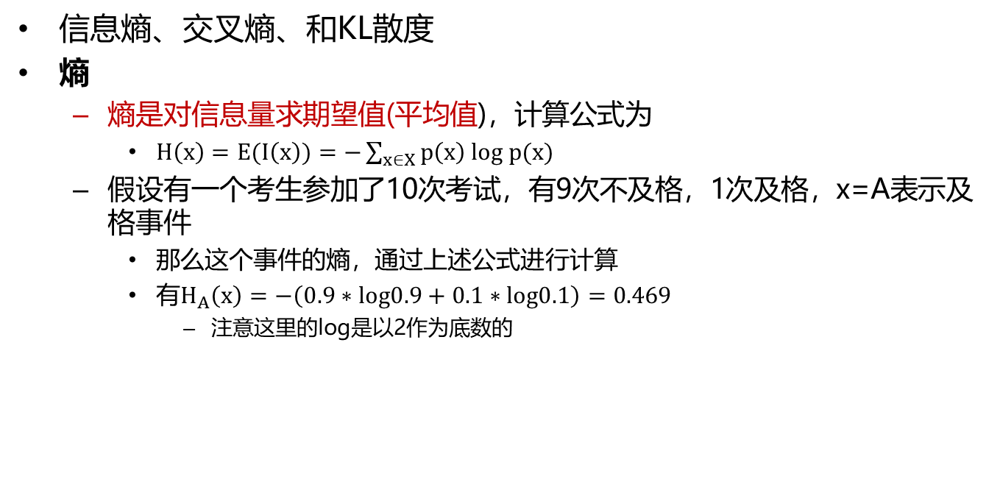 • 信息熵、交叉熵、和KL散度
• 熵
– 熵是对信息量求期望值(平均值)，计算公式为
• H(x) = E(I(x)) = −∑x∈X p(x) log p(x)
– 假设有一个考生参加了10次考试，有9次不及格，1次及格，x=A表示及
格事件
• 那么这个事件的熵，通过上述公式进行计算
• 有HA(x) = −(0.9 ∗ log0.9 + 0.1 ∗ log0.1) = 0.469
– 注意这里的log是以2作为底数的